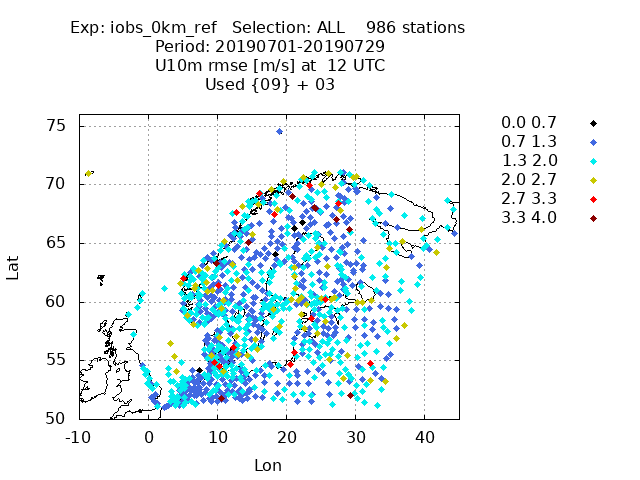 Exp: iobs_0km_ref   Selection: ALL    986 stations
Period: 20190701-20190729
U10m rmse [m/s] at  12 UTC
Used {09} + 03
75
70
65
60
55
50
Lat
-10 0 10 20 30 40
Lon
0.0 0.7
0.7 1.3
1.3 2.0
2.0 2.7
2.7 3.3
3.3 4.0